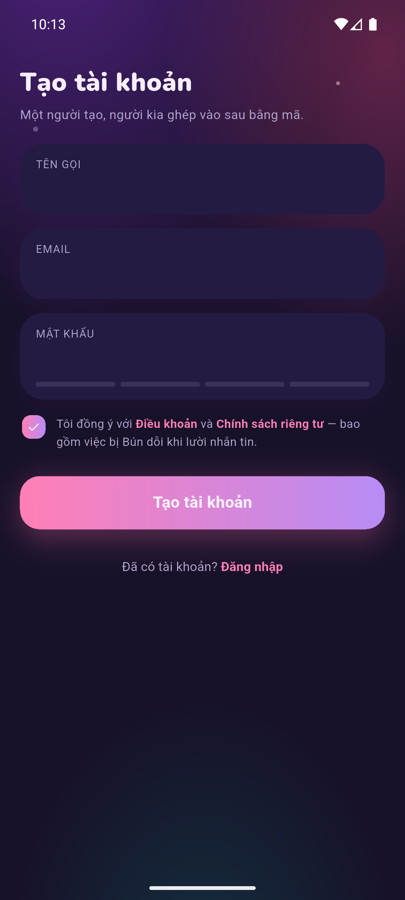 10:13
Tạo tài khoản
Một người tạo, người kia ghép vào sau bằng mã.
TÊN GỌI
EMAIL
MẬT KHẨU
Tôi đồng ý với Điều khoản và Chính sách riêng tư — bao
gồm việc bị Bún dỗi khi lười nhắn tin.
Tạo tài khoản
Đã có tài khoản? Đăng nhập